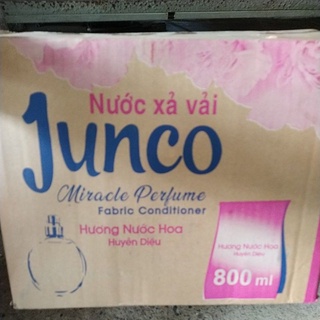 Nước xả vải
Junco
Miracle Perfume
Fabric Conditioner
Hương Nước Hoa
Huyền Diệu
Hương Nước Hoa
Huyền Diệu
800 ml